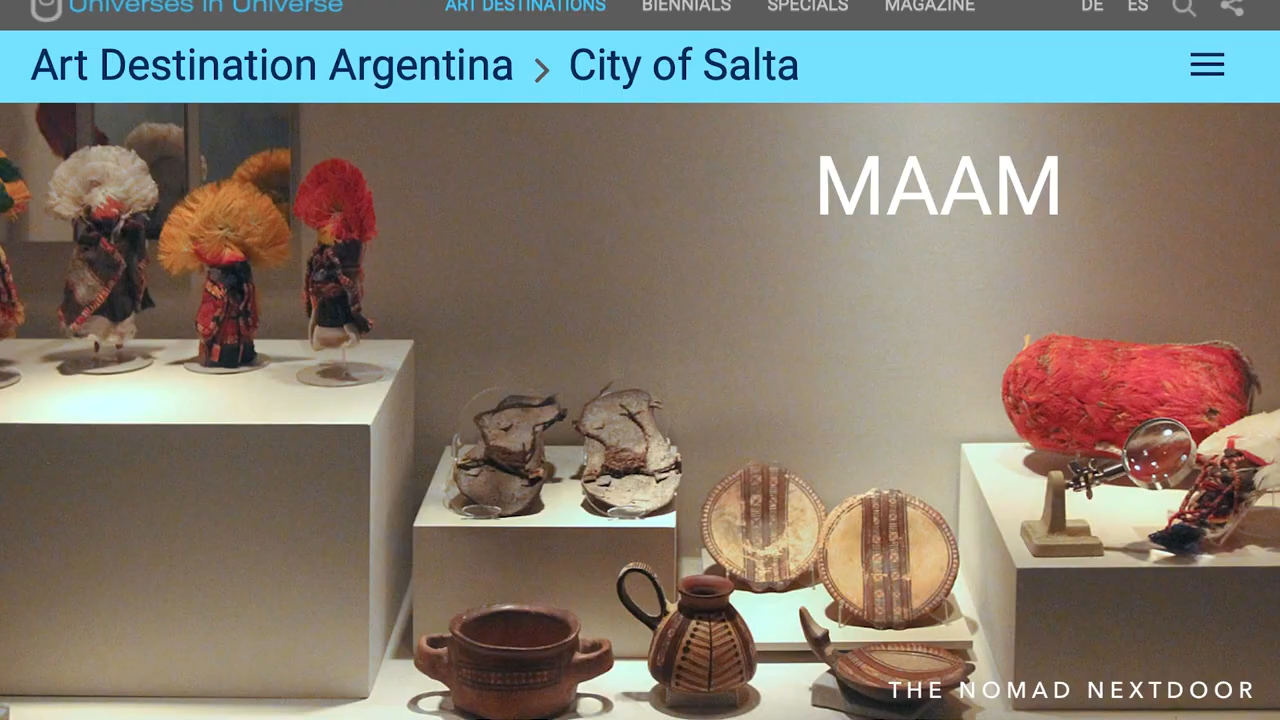 Universes in Universe
ART DESTINATIONS BIENNIALS SPECIALS MAGAZINE DE ES
Art Destination Argentina > City of Salta
MAAM
THE NOMAD NEXTDOOR